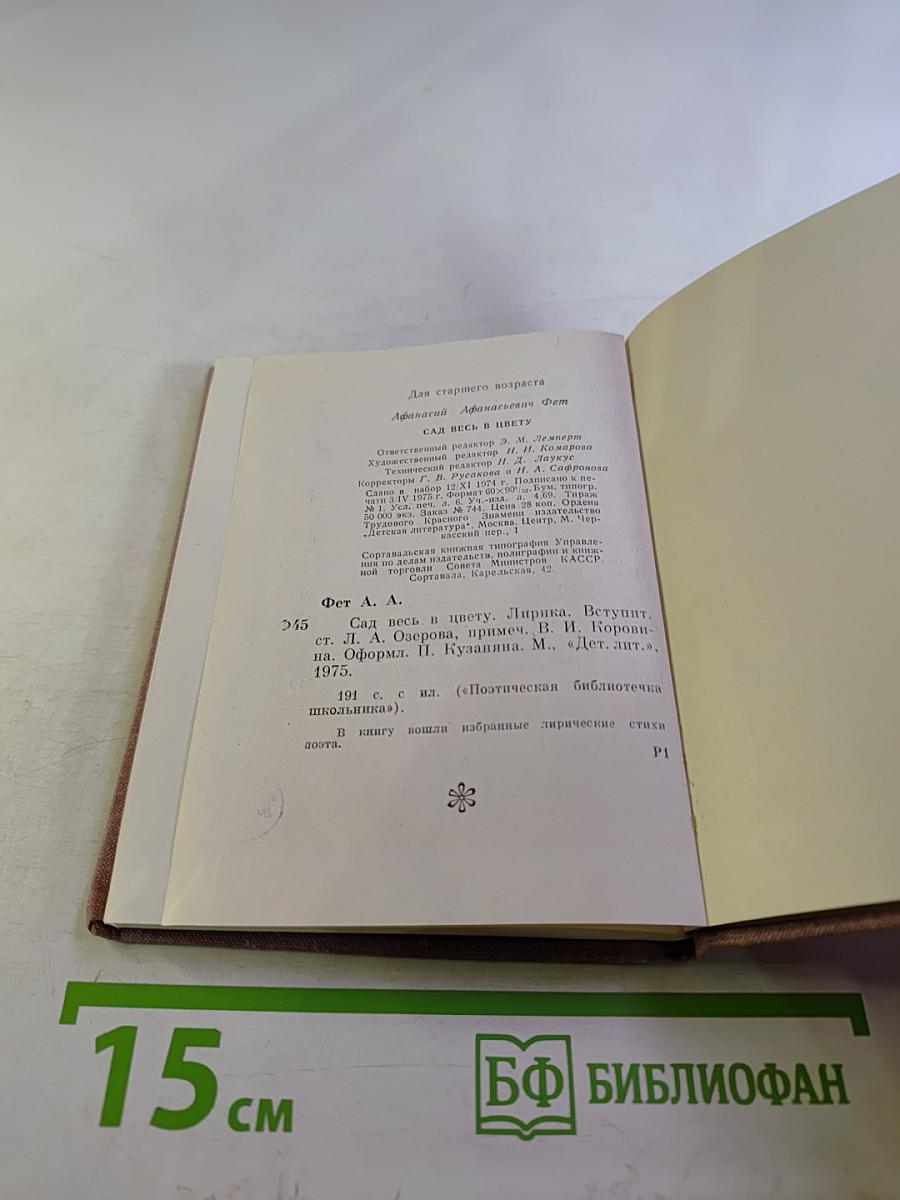 Для старшего возраста
Афанасий Афанасьевич Фет
САД ВЕСЬ В ЦВЕТУ
Ответственный редактор Э. М. Лемперт
Художественный редактор Н. И. Комарова
Технический редактор Н. Д. Лаукус
Корректоры Г. В. Русакова и Н. А. Сафронова
Сдано в набор 12/XI 1974 г. Подписано к пе-
чати 3/IV 1975 г. Формат 60×90¹/₃₂. Бум. типогр.
№ 1. Усл. печ. л. 6. Уч.-изд. л. 4,69. Тираж
50 000 экз. Заказ № 744. Цена 28 коп. Ордена
Трудового Красного Знамени издательство
„Детская литература“. Москва. Центр, М. Чер-
касский пер., 1
Сортавальская книжная типография Управле-
ния по делам издательств, полиграфии и книж-
ной торговли Совета Министров КАССР.
Сортавала, Карельская, 42.
Фет А. А.
Ф45 Сад весь в цвету. Лирика. Вступит.
ст. Л. А. Озерова, примеч. В. И. Корови-
на. Оформл. П. Кузаняна. М., «Дет. лит.»,
1975.
191 с. с ил. («Поэтическая библиотечка
школьника»).
В книгу вошли избранные лирические стихи
поэта.
Р1
15 см
БФ БИБЛИОФАН